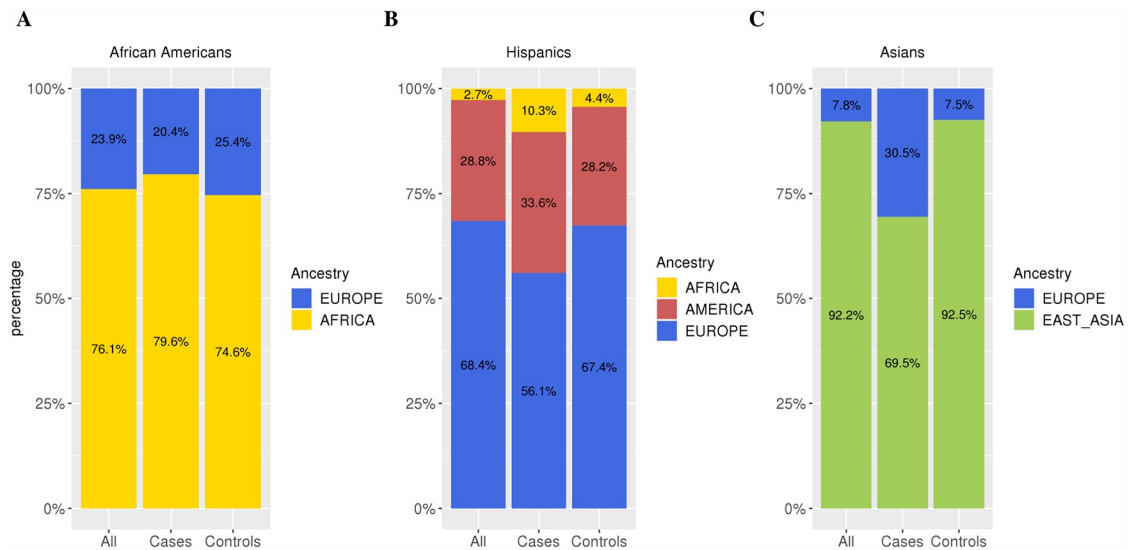 A
African Americans
percentage
100%
75%
50%
25%
0%
23.9%
20.4%
25.4%
76.1%
79.6%
74.6%
All
Cases
Controls
Ancestry
EUROPE
AFRICA
B
Hispanics
100%
75%
50%
25%
0%
2.7%
10.3%
4.4%
28.8%
33.6%
28.2%
68.4%
56.1%
67.4%
All
Cases
Controls
Ancestry
AFRICA
AMERICA
EUROPE
C
Asians
100%
75%
50%
25%
0%
7.8%
30.5%
7.5%
92.2%
69.5%
92.5%
All
Cases
Controls
Ancestry
EUROPE
EAST_ASIA